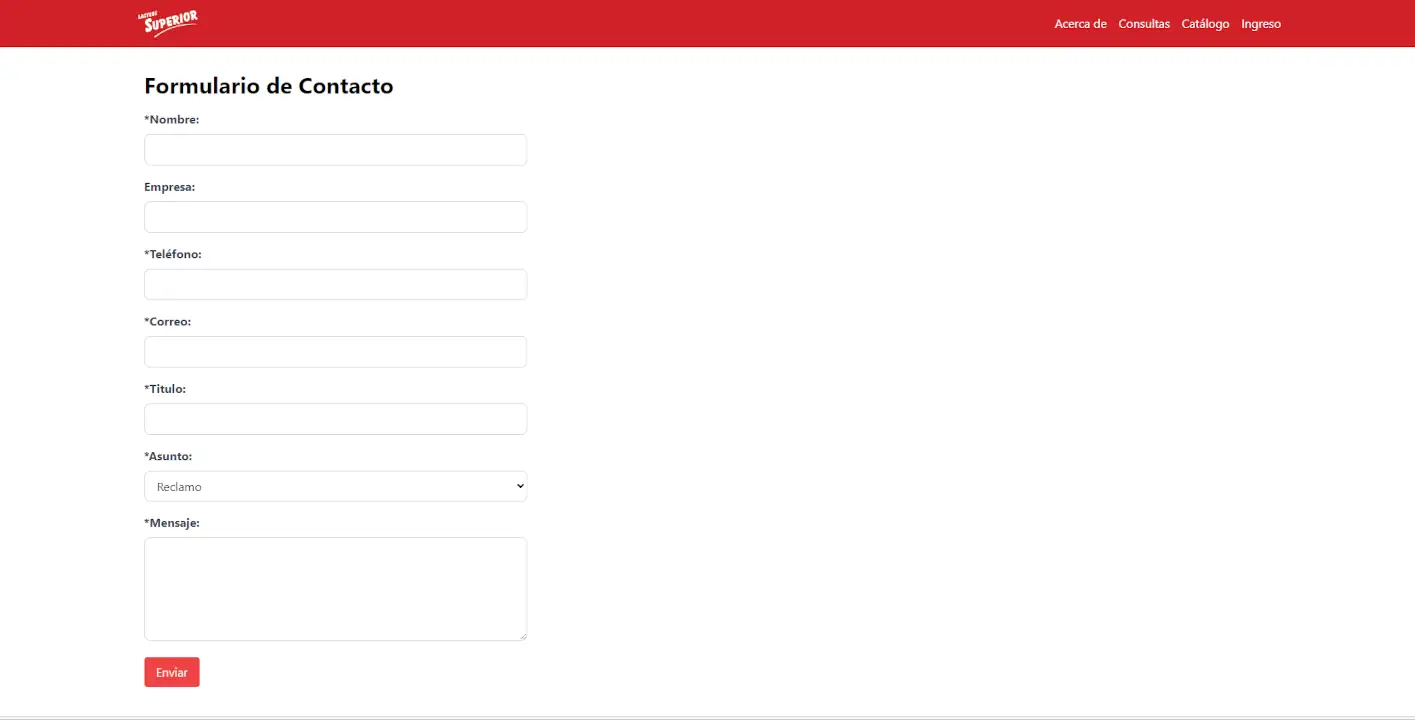 LACTEOS
SUPERIOR
Acerca de Consultas Catálogo Ingreso
Formulario de Contacto
*Nombre:
Empresa:
*Teléfono:
*Correo:
*Titulo:
*Asunto:
Reclamo
*Mensaje:
Enviar